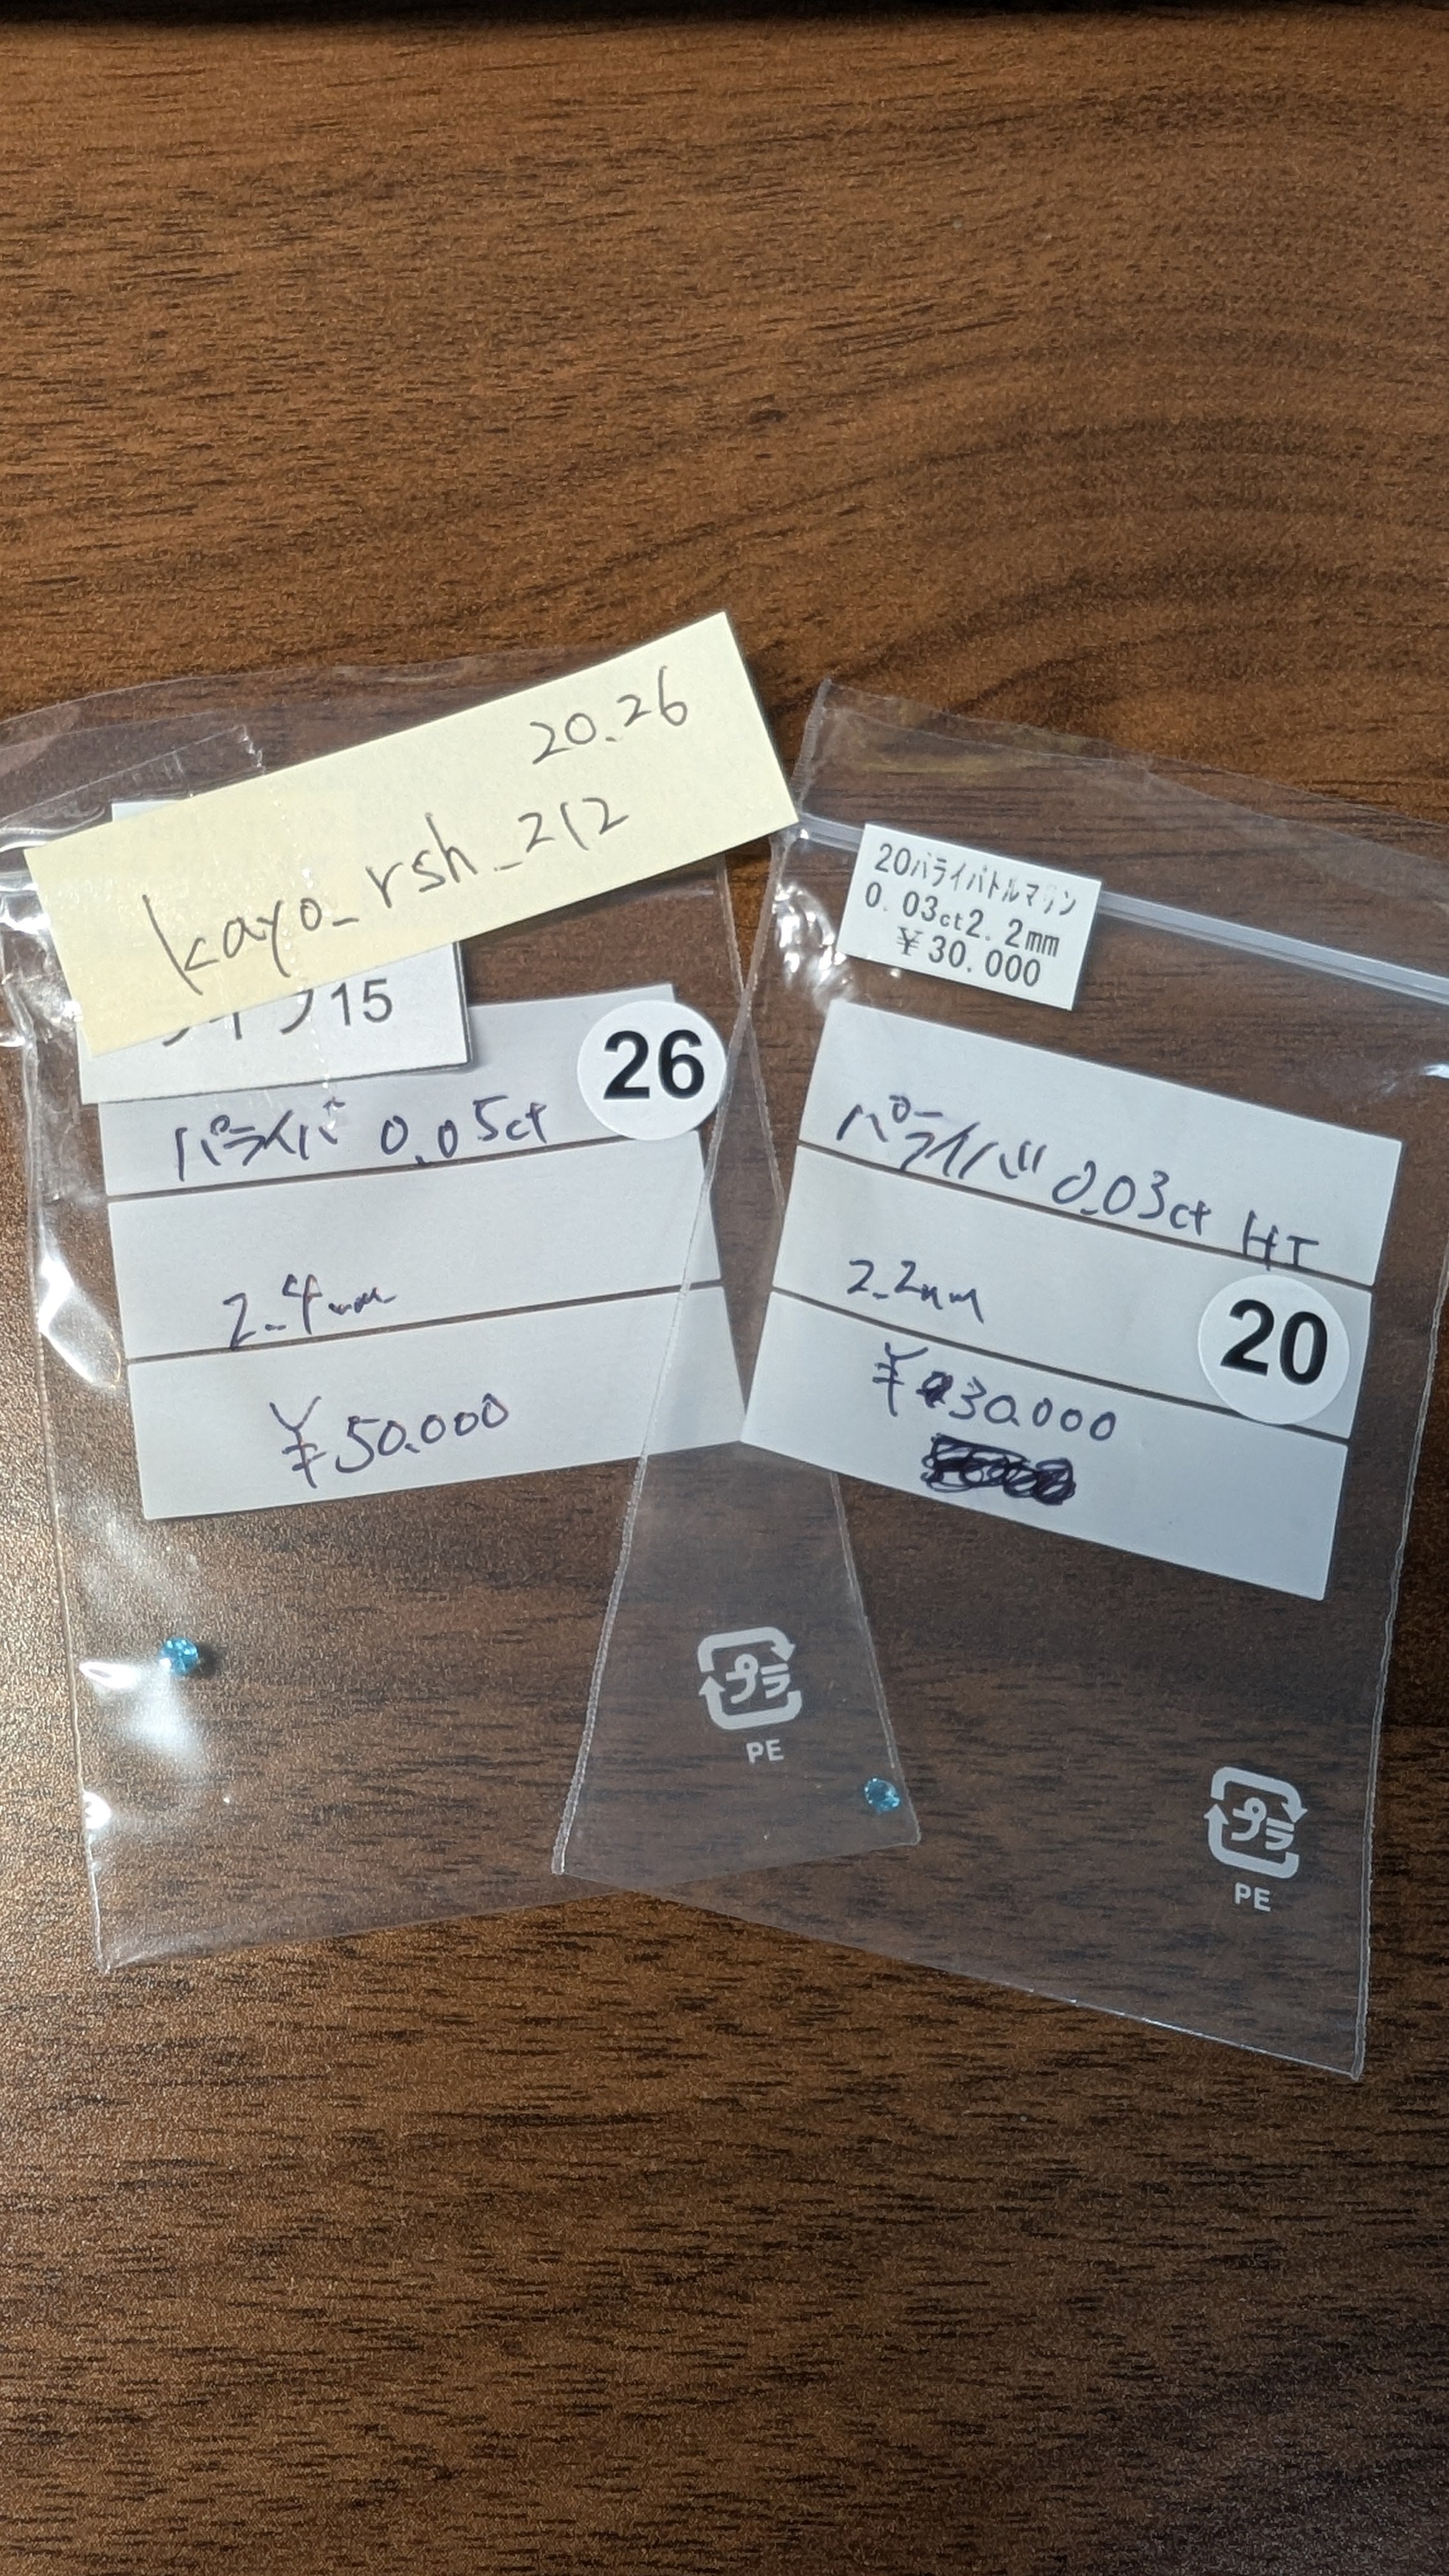 20.26
kayo_rsh_212
15
26
パライバ 0.05ct
2.4mm
¥50.000
20パライバトルマリン
0.03ct2.2mm
¥30.000
パライバ 0.03ct HT
2.2mm
20
¥30.000
プラ
PE
プラ
PE